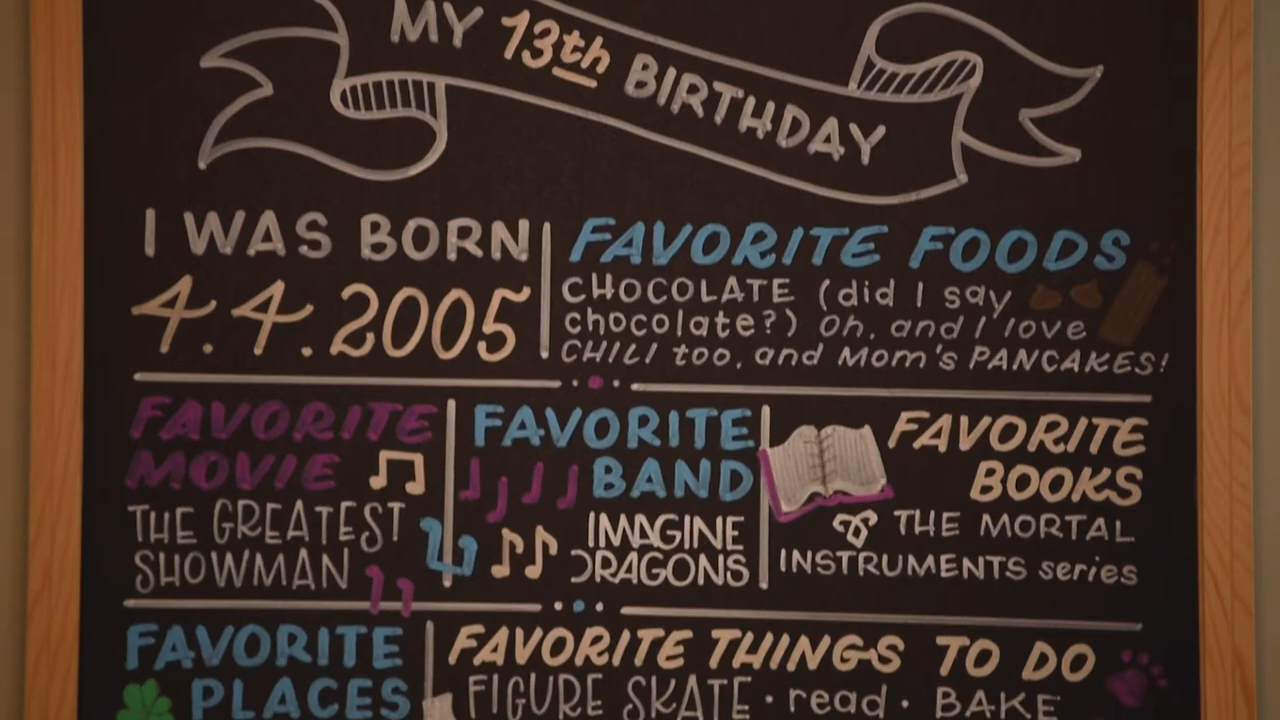 MY 13th BIRTHDAY
I WAS BORN
4.4.2005
FAVORITE FOODS
CHOCOLATE (did I say
chocolate?) Oh, and I love
CHILI too, and Mom's PANCAKES!
FAVORITE
MOVIE
THE GREATEST
SHOWMAN
FAVORITE
BAND
IMAGINE
DRAGONS
FAVORITE
BOOKS
THE MORTAL
INSTRUMENTS series
FAVORITE
PLACES
FAVORITE THINGS TO DO
FIGURE SKATE · read · BAKE